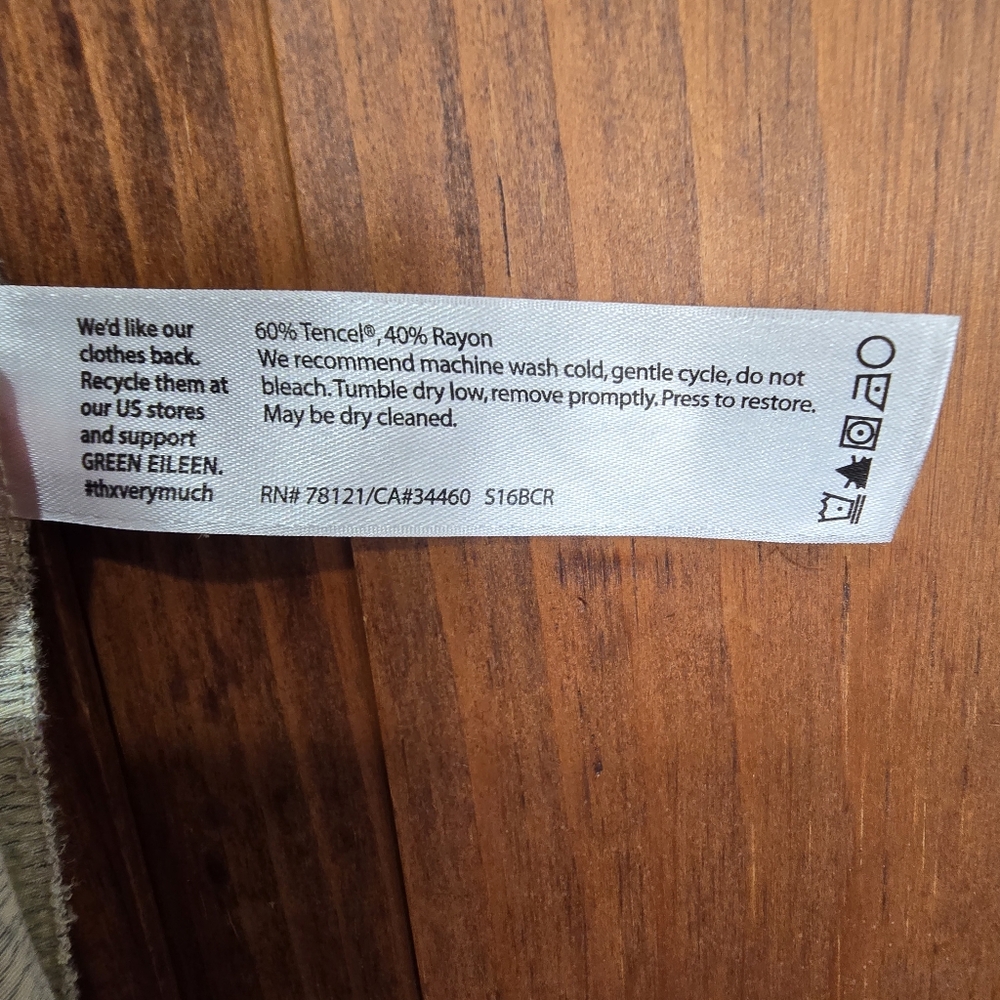 We'd like our
clothes back.
Recycle them at
our US stores
and support
GREEN EILEEN.
#thxverymuch
60% Tencel®, 40% Rayon
We recommend machine wash cold, gentle cycle, do not
bleach. Tumble dry low, remove promptly. Press to restore.
May be dry cleaned.
RN# 78121/CA#34460 S16BCR